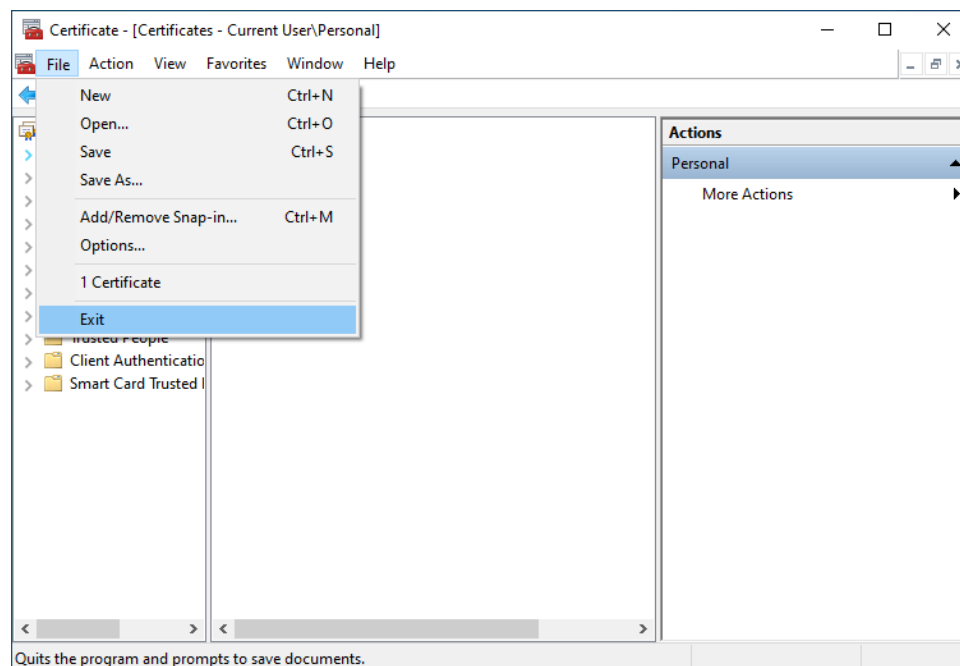 Certificate - [Certificates - Current User\Personal]
File Action View Favorites Window Help
New Ctrl+N
Open... Ctrl+O
Save Ctrl+S
Save As...
Add/Remove Snap-in... Ctrl+M
Options...
1 Certificate
Exit
Trusted People
Client Authenticatio
Smart Card Trusted
Actions
Personal
More Actions
Quits the program and prompts to save documents.